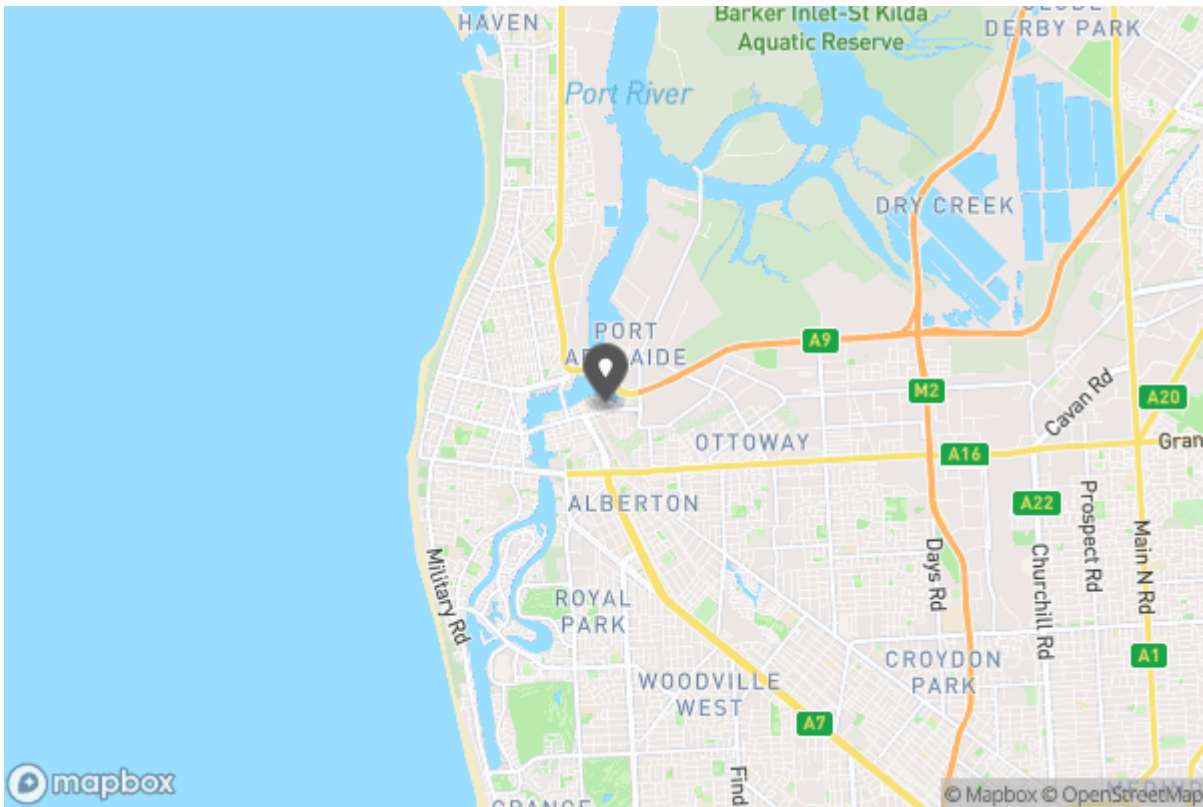 HAVEN
Barker Inlet-St Kilda
Aquatic Reserve
DERBY PARK
Port River
DRY CREEK
PORT
A9
M2
A20
Cavan Rd
OTTOWAY
A16
ALBERTON
A22
Prospect Rd
Main N Rd
Days Rd
Churchill Rd
Military Rd
ROYAL
PARK
CROYDON
PARK
A1
WOODVILLE
WEST
A7
mapbox
© Mapbox © OpenStreetMap